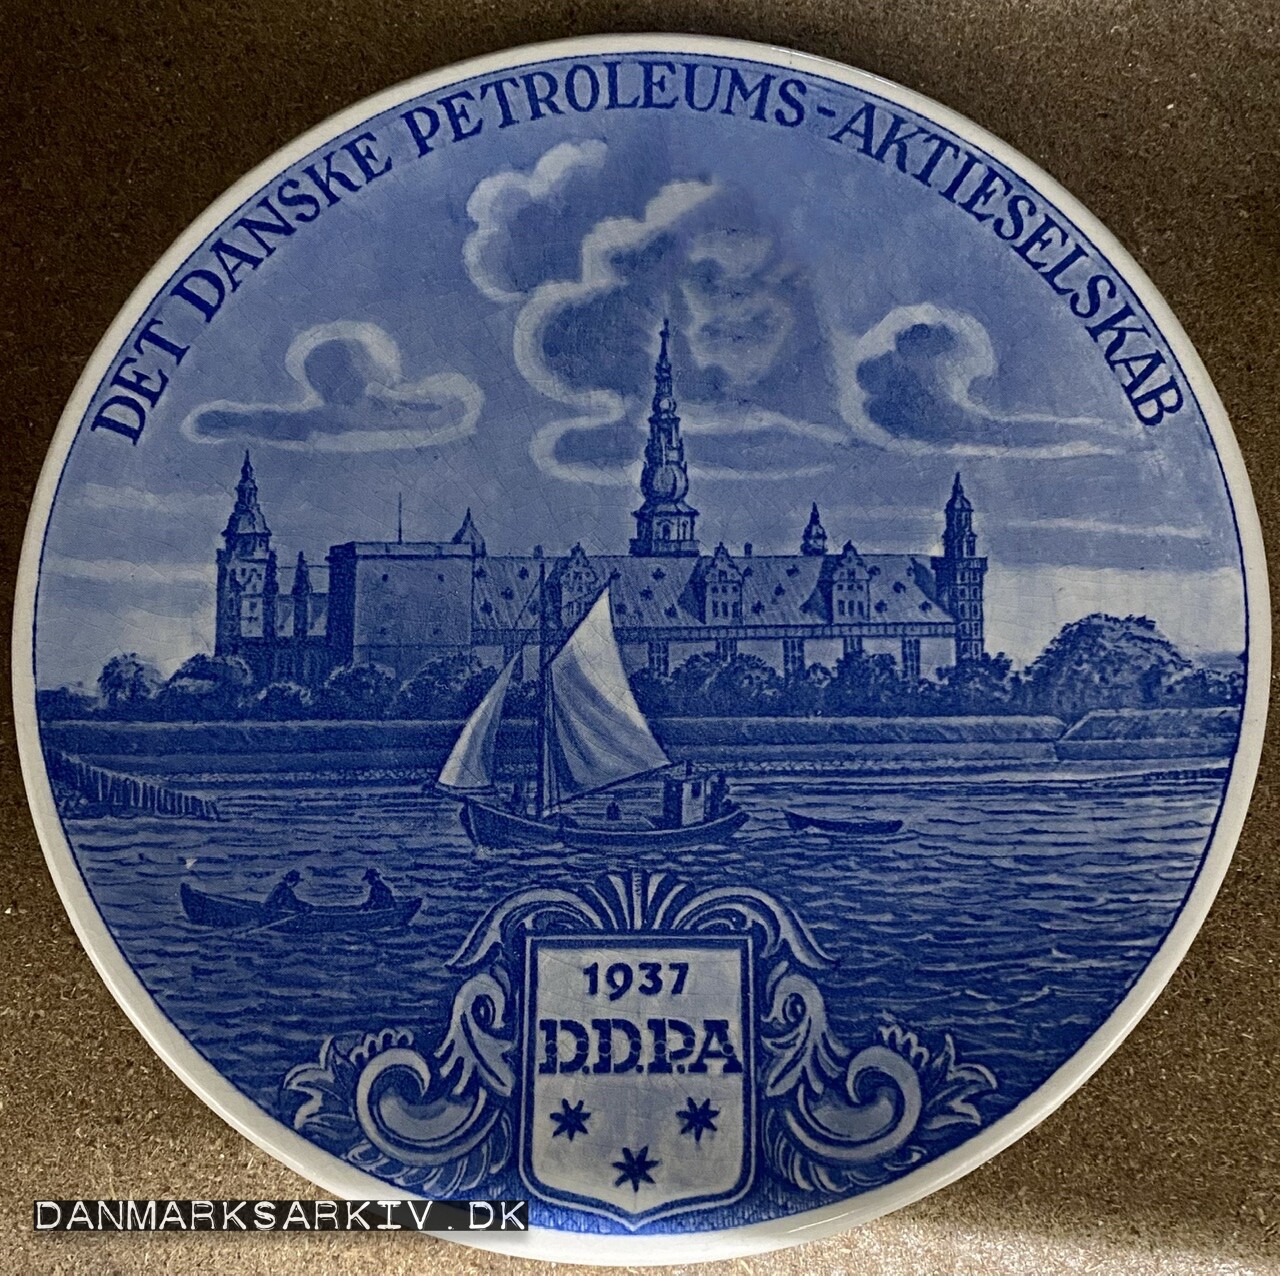 DET DANSKE PETROLEUMS-AKTIESELSKAB
1937
D.D.P.A
DANMARKSARKIV.DK